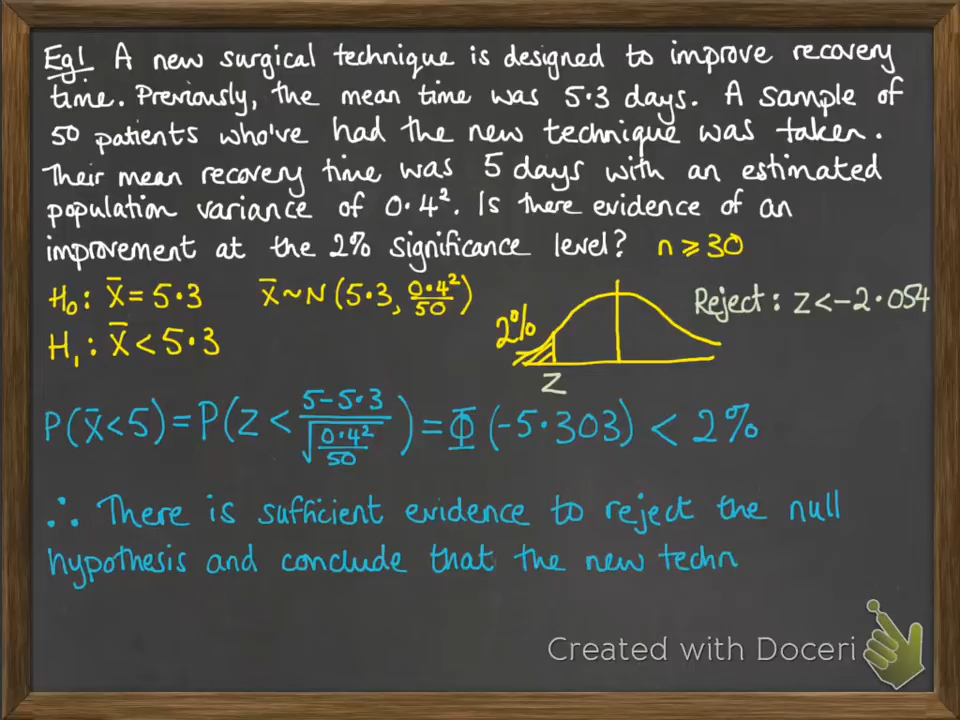 Eg1 A new surgical technique is designed to improve recovery
time. Previously, the mean time was 5.3 days. A sample of
50 patients who've had the new technique was taken.
Their mean recovery time was 5 days with an estimated
population variance of 0.4². Is there evidence of an
improvement at the 2% significance level? n ≥ 30
H₀: X̄ = 5.3 X̄ ~ N(5.3, 0.4²/50) 2% Z Reject: Z < -2.054
H₁: X̄ < 5.3
P(X̄ < 5) = P(Z < (5-5.3)/√(0.4²/50)) = Φ(-5.303) < 2%
∴ There is sufficient evidence to reject the null
hypothesis and conclude that the new techn
Created with Doceri